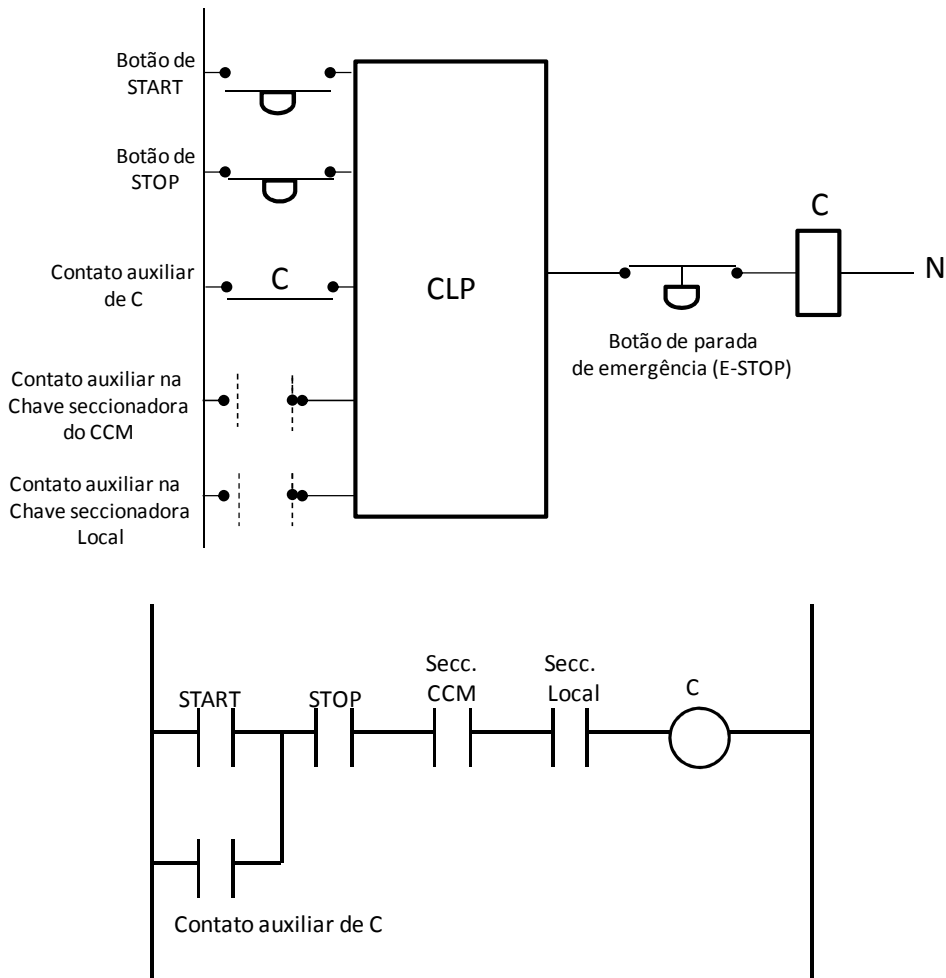 Botão de
START
Botão de
STOP
Contato auxiliar
de C
C
Contato auxiliar na
Chave seccionadora
do CCM
Contato auxiliar na
Chave seccionadora
Local
CLP
C
N
Botão de parada
de emergência (E-STOP)
START
STOP
Secc.
CCM
Secc.
Local
C
Contato auxiliar de C